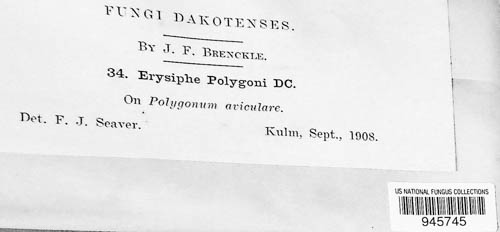 FUNGI DAKOTENSES.
By J. F. Brenckle.
34. Erysiphe Polygoni DC.
On Polygonum aviculare.
Det. F. J. Seaver. Kulm, Sept., 1908.
US NATIONAL FUNGUS COLLECTIONS
945745